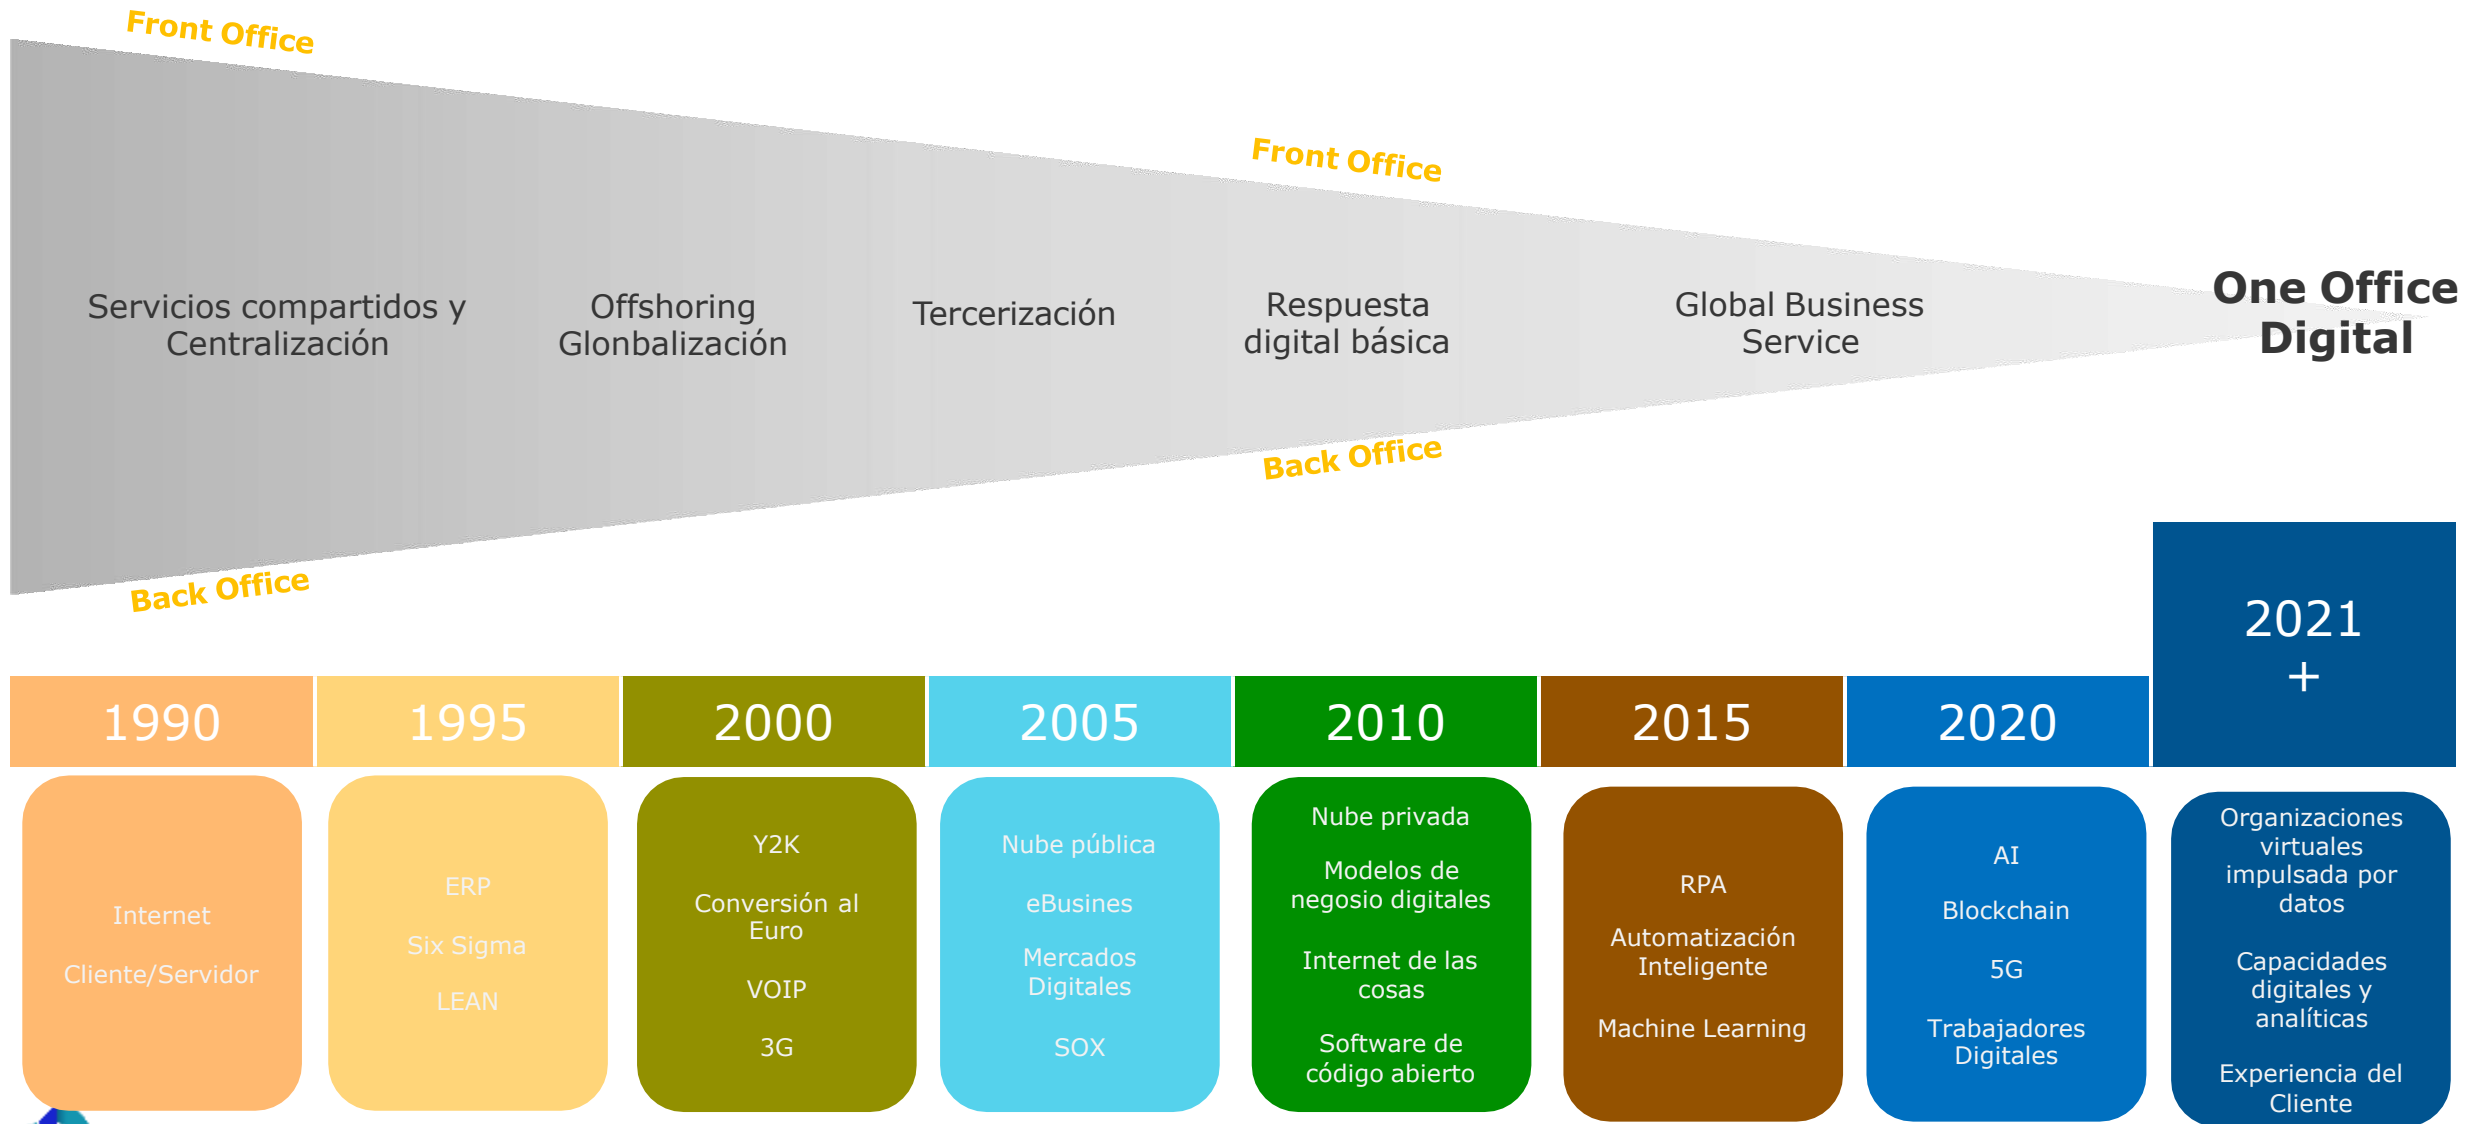 Front Office
Front Office
Servicios compartidos y
Centralización
Offshoring
Glonbalización
Tercerización
Respuesta
digital básica
Global Business
Service
One Office
Digital
Back Office
Back Office
1990
1995
2000
2005
2010
2015
2020
2021
+
Internet
Cliente/Servidor
ERP
Six Sigma
LEAN
Y2K
Conversión al
Euro
VOIP
3G
Nube pública
eBusines
Mercados
Digitales
SOX
Nube privada
Modelos de
negosio digitales
Internet de las
cosas
Software de
código abierto
RPA
Automatización
Inteligente
Machine Learning
AI
Blockchain
5G
Trabajadores
Digitales
Organizaciones
virtuales
impulsada por
datos
Capacidades
digitales y
analíticas
Experiencia del
Cliente